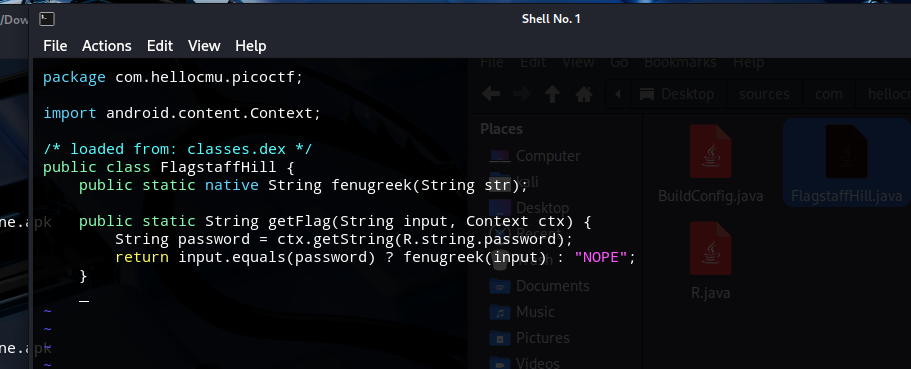 /Dow
Shell No. 1
File Actions Edit View Help
package com.hellocmu.picoctf;
import android.content.Context;
/* loaded from: classes.dex */
public class FlagstaffHill {
public static native String fenugreek(String str);
public static String getFlag(String input, Context ctx) {
String password = ctx.getString(R.string.password);
return input.equals(password) ? fenugreek(input) : "NOPE";
}
_
~
~
~
~
ne.apk
ne.apk
File Edit View Go Bookmarks Help
Desktop sources com helloc
Places
Computer
kali
Desktop
Documents
Music
Pictures
Videos
BuildConfig.java
FlagstaffHill.java
R.java